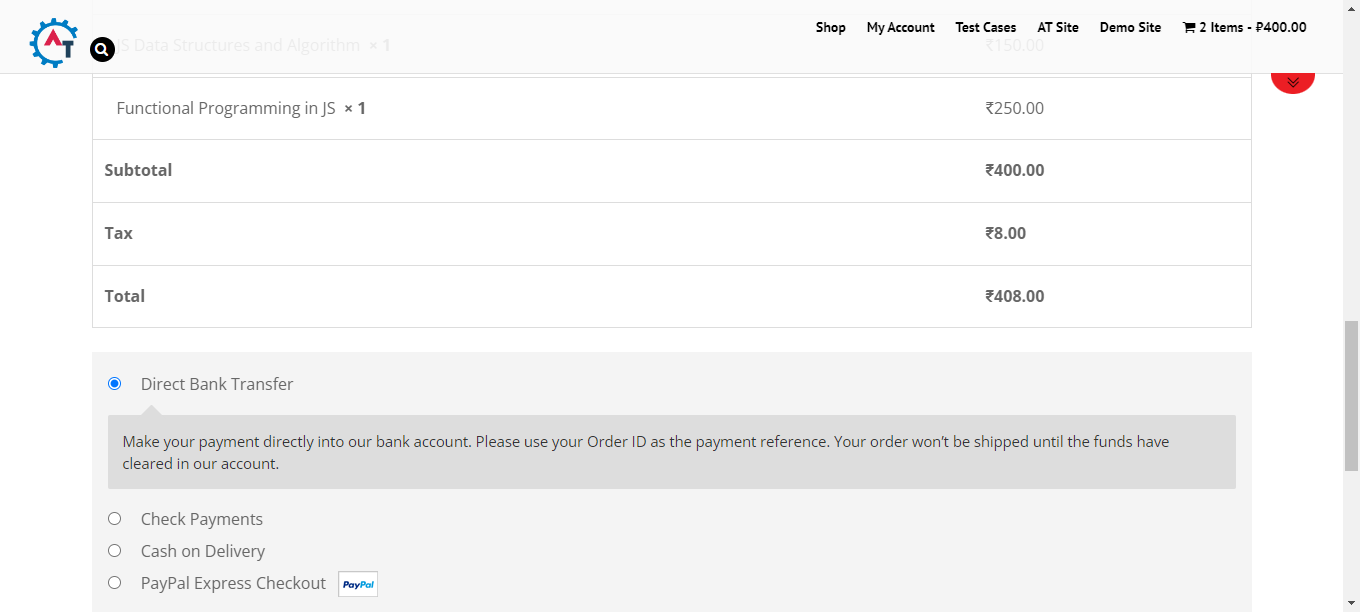 Shop My Account Test Cases AT Site Demo Site 2 Items - ₽400.00
AT
JS Data Structures and Algorithm × 1 ₹150.00
Functional Programming in JS × 1 ₹250.00
Subtotal ₹400.00
Tax ₹8.00
Total ₹408.00
Direct Bank Transfer
Make your payment directly into our bank account. Please use your Order ID as the payment reference. Your order won’t be shipped until the funds have
cleared in our account.
Check Payments
Cash on Delivery
PayPal Express Checkout PayPal